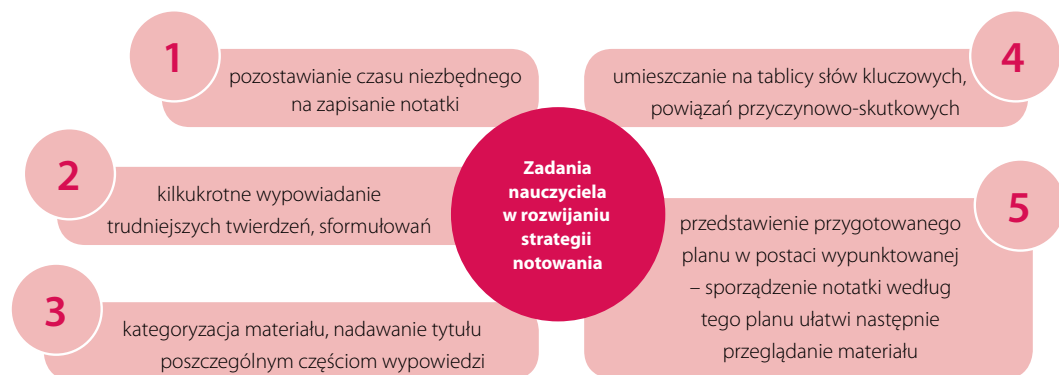 1
pozostawianie czasu niezbędnego
na zapisanie notatki
2
kilkukrotne wypowiadanie
trudniejszych twierdzeń, sformułowań
3
kategoryzacja materiału, nadawanie tytułu
poszczególnym częściom wypowiedzi
Zadania
nauczyciela
w rozwijaniu
strategii
notowania
4
umieszczanie na tablicy słów kluczowych,
powiązań przyczynowo-skutkowych
5
przedstawienie przygotowanego
planu w postaci wypunktowanej
– sporządzenie notatki według
tego planu ułatwi następnie
przeglądanie materiału